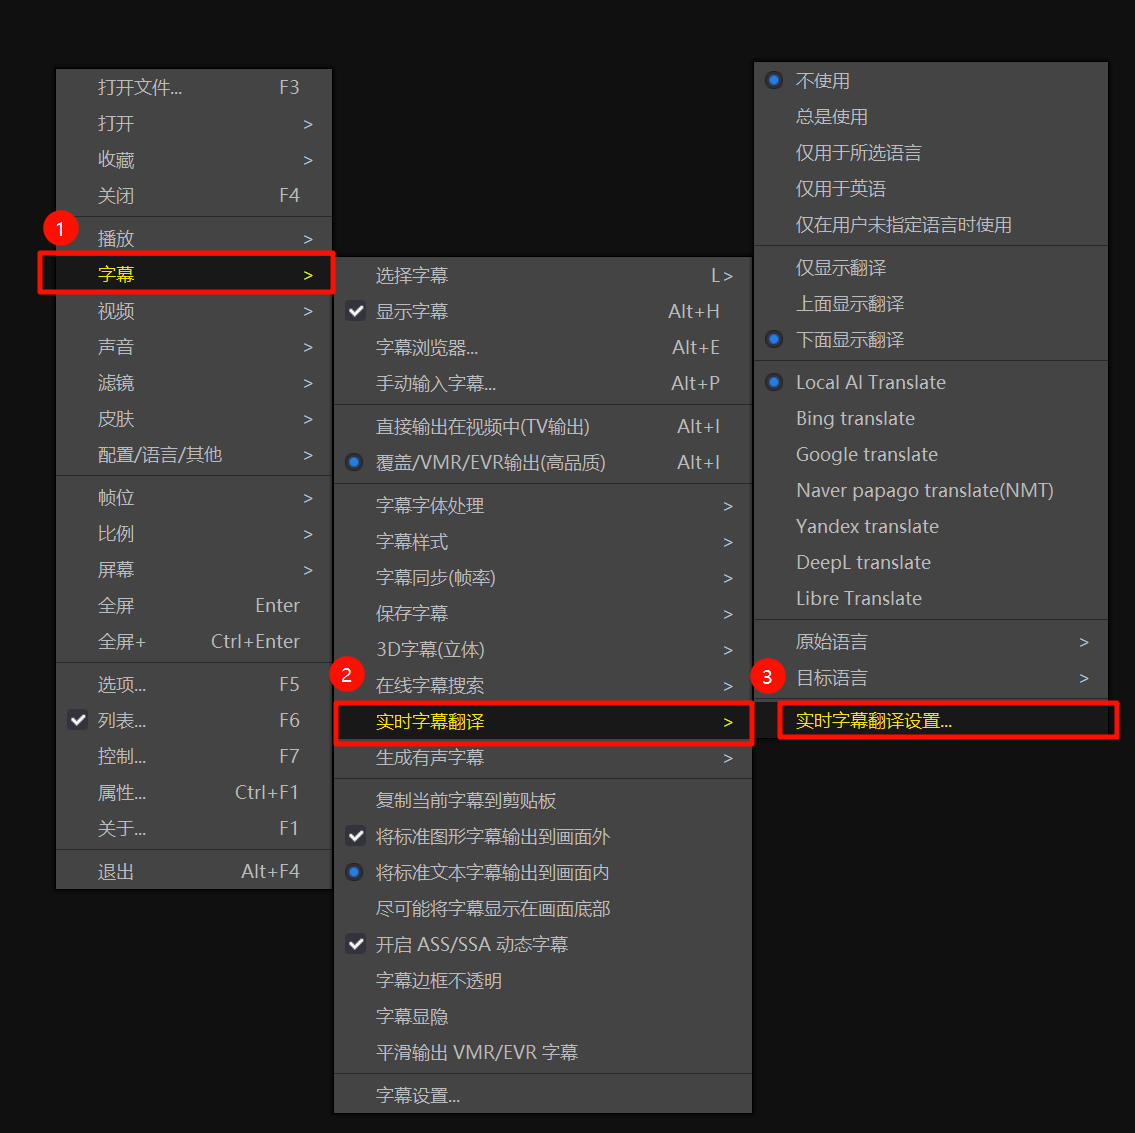 打开文件... F3
打开 >
收藏 >
关闭 F4
1
播放 >
字幕 >
视频 >
声音 >
滤镜 >
皮肤 >
配置/语言/其他 >
帧位 >
比例 >
屏幕 >
全屏 Enter
全屏+ Ctrl+Enter
选项... F5
列表... F6
控制... F7
属性... Ctrl+F1
关于... F1
退出 Alt+F4
选择字幕 L >
显示字幕 Alt+H
字幕浏览器... Alt+E
手动输入字幕... Alt+P
直接输出在视频中(TV输出) Alt+I
覆盖/VMR/EVR输出(高品质) Alt+I
字幕字体处理 >
字幕样式 >
字幕同步(帧率) >
保存字幕 >
3D字幕(立体) >
2
在线字幕搜索 >
实时字幕翻译 >
生成有声字幕 >
复制当前字幕到剪贴板
将标准图形字幕输出到画面外
将标准文本字幕输出到画面内
尽可能将字幕显示在画面底部
开启 ASS/SSA 动态字幕
字幕边框不透明
字幕显隐
平滑输出 VMR/EVR 字幕
字幕设置...
不使用
总是使用
仅用于所选语言
仅用于英语
仅在用户未指定语言时使用
仅显示翻译
上面显示翻译
下面显示翻译
Local AI Translate
Bing translate
Google translate
Naver papago translate(NMT)
Yandex translate
DeepL translate
Libre Translate
原始语言 >
3
目标语言 >
实时字幕翻译设置...